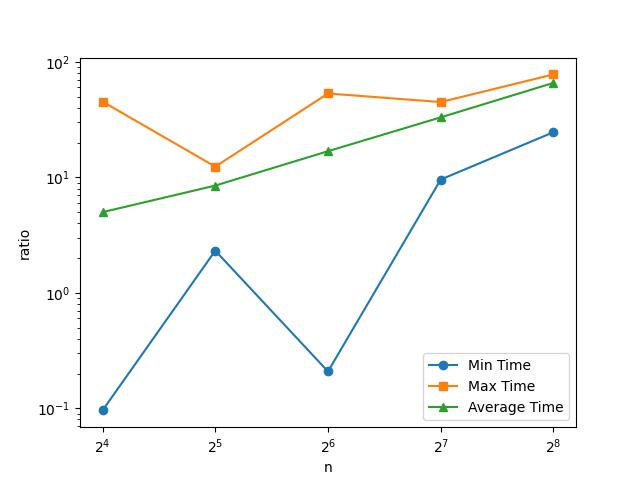 10²
10¹
10⁰
10⁻¹
ratio
Min Time
Max Time
Average Time
2⁴
2⁵
2⁶
2⁷
2⁸
n